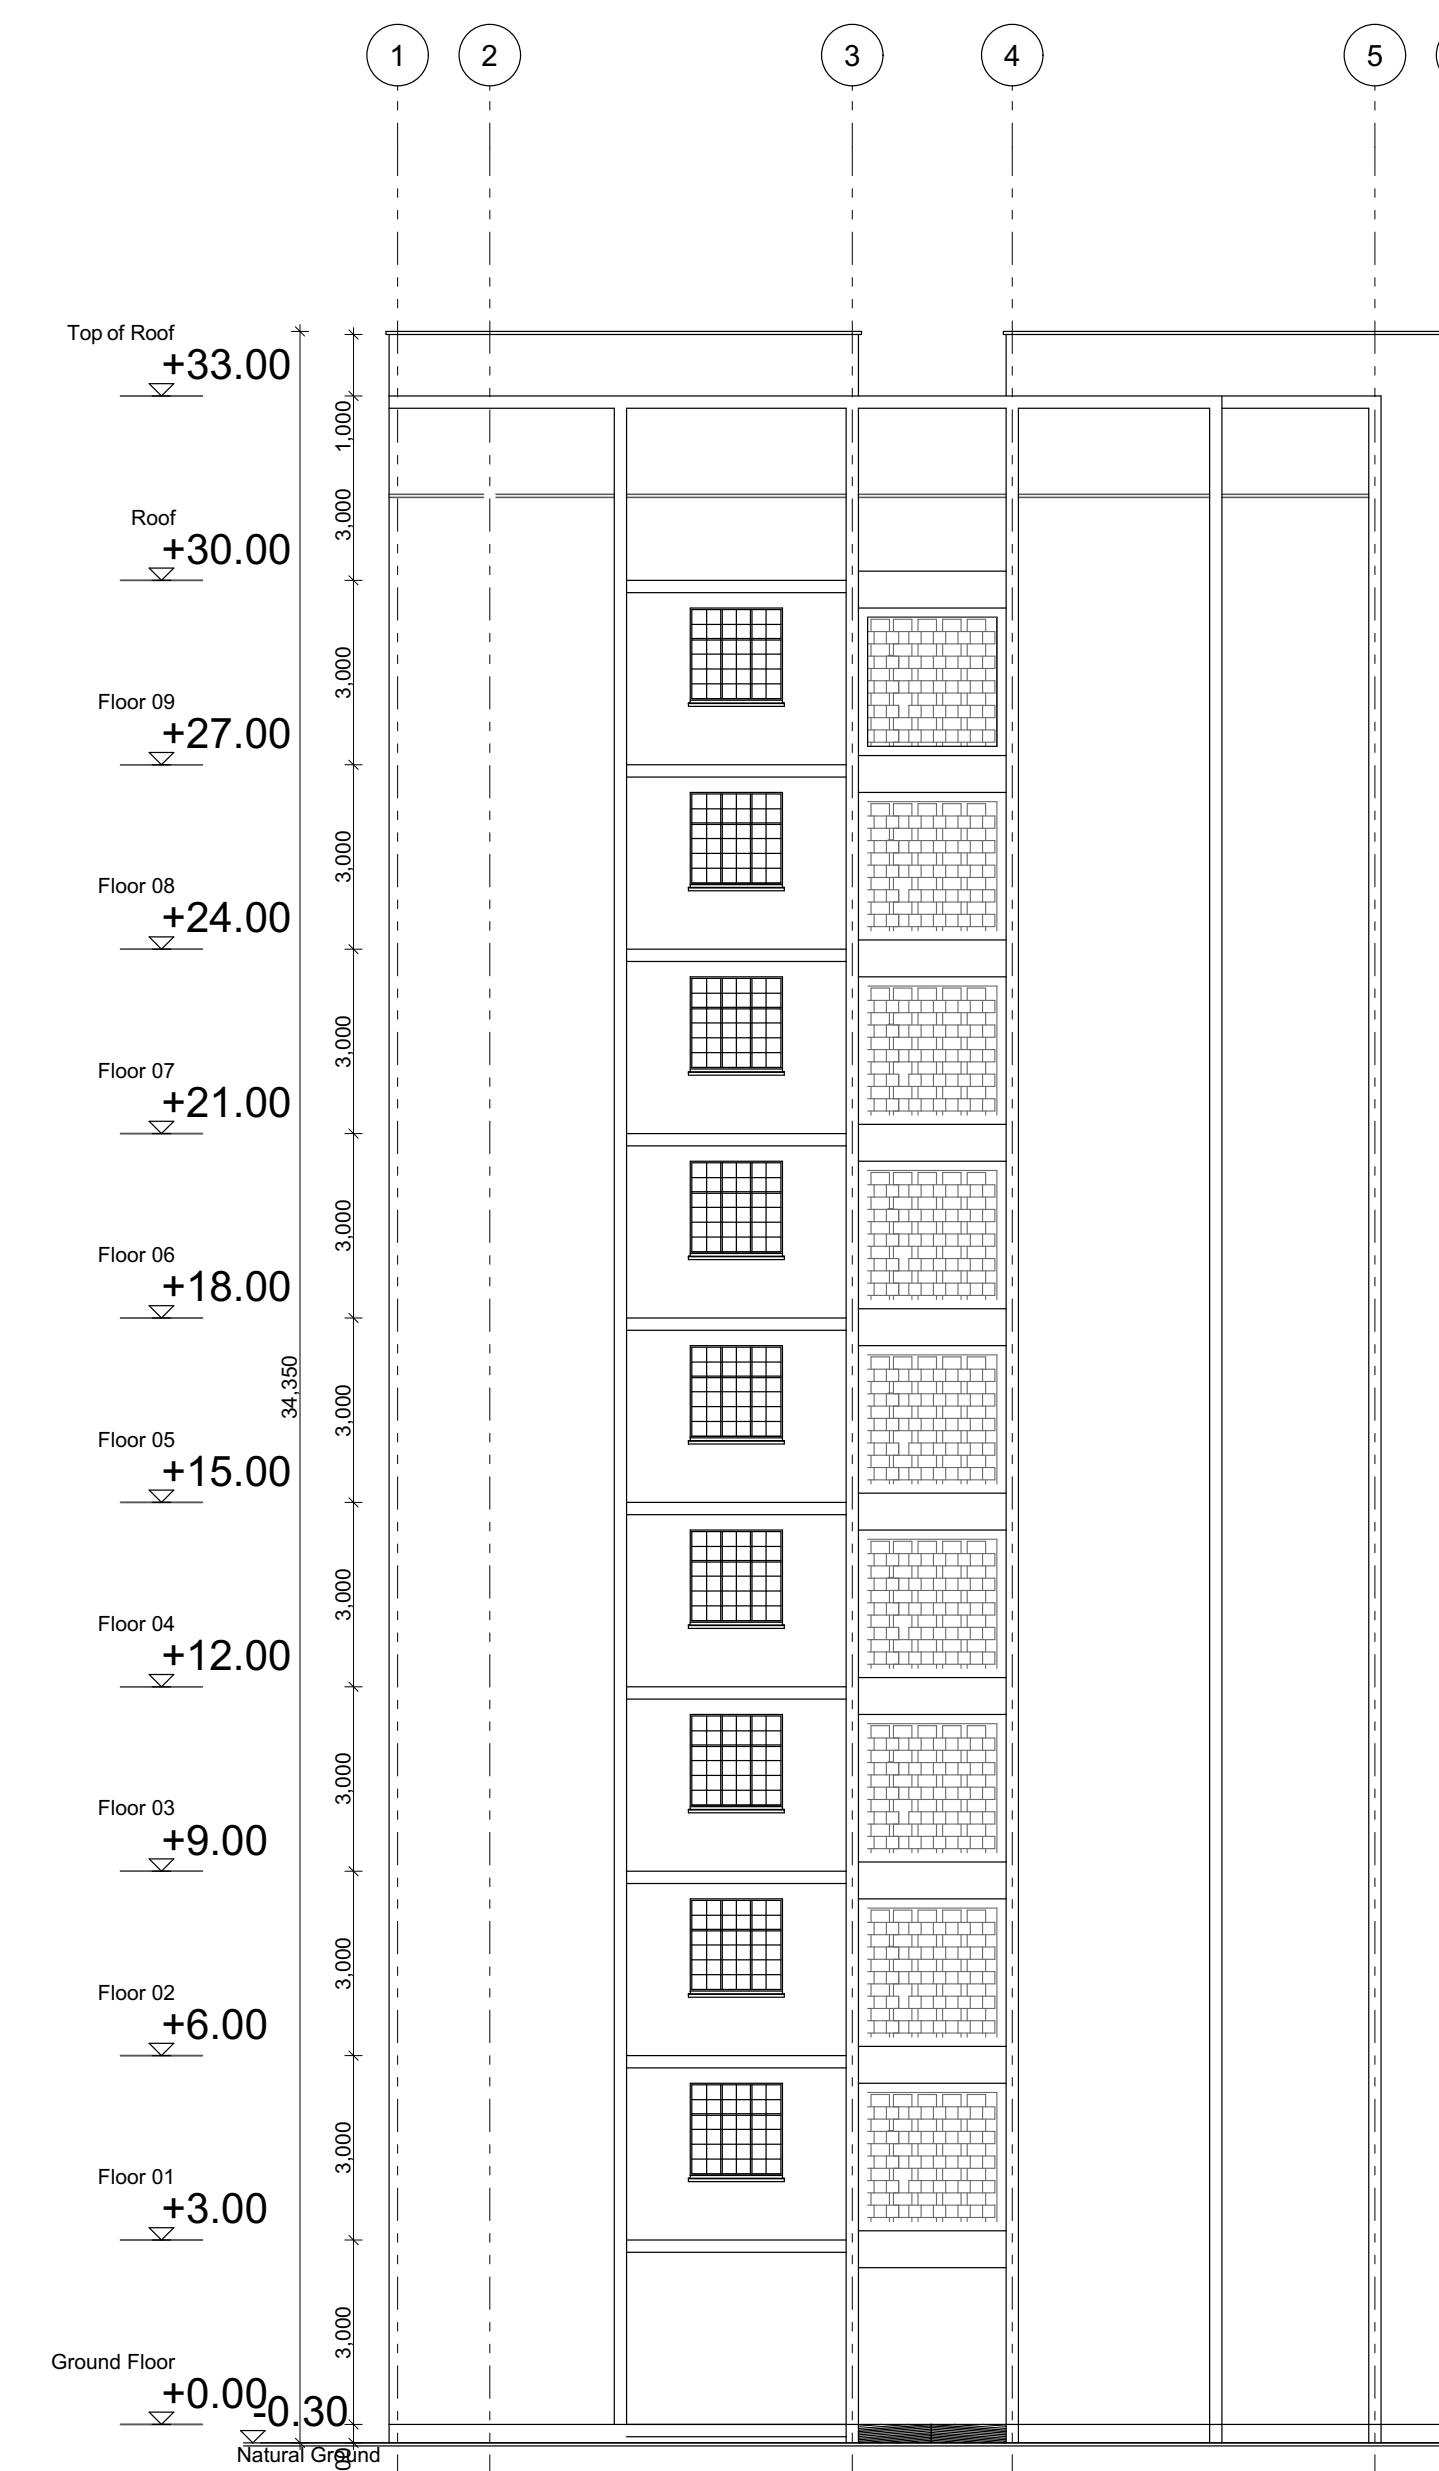 1 2 3 4 5
Top of Roof
+33.00
1,000
3,000
Roof
+30.00
3,000
Floor 09
+27.00
3,000
Floor 08
+24.00
3,000
Floor 07
+21.00
3,000
Floor 06
+18.00
34,350
3,000
Floor 05
+15.00
3,000
Floor 04
+12.00
3,000
Floor 03
+9.00
3,000
Floor 02
+6.00
3,000
Floor 01
+3.00
3,000
Ground Floor
+0.00
-0.30
Natural Ground